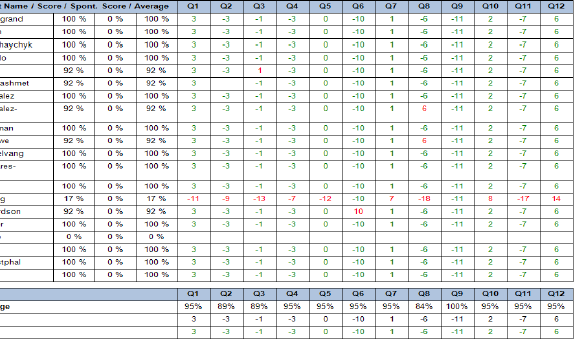 t Name / Score / Spont. Score / Average Q1 Q2 Q3 Q4 Q5 Q6 Q7 Q8 Q9 Q10 Q11 Q12
grand 100 % 0 % 100 % 3 -3 -1 -3 0 -10 1 -6 -11 2 -7 6
100 % 0 % 100 % 3 -3 -1 -3 0 -10 1 -6 -11 2 -7 6
haychyk 100 % 0 % 100 % 3 -3 -1 -3 0 -10 1 -6 -11 2 -7 6
lo 100 % 0 % 100 % 3 -3 -1 -3 0 -10 1 -6 -11 2 -7 6
92 % 0 % 92 % 3 -3 1 -3 0 -10 1 -6 -11 2 -7 6
ashmet 92 % 0 % 92 % 3 -1 -3 0 -10 1 -6 -11 2 -7 6
alez 100 % 0 % 100 % 3 -3 -1 -3 0 -10 1 -6 -11 2 -7 6
alez- 92 % 0 % 92 % 3 -3 -1 -3 0 -10 1 6 -11 2 -7 6
man 100 % 0 % 100 % 3 -3 -1 -3 0 -10 1 -6 -11 2 -7 6
we 92 % 0 % 92 % 3 -3 -1 -3 0 -10 1 6 -11 2 -7 6
elvang 100 % 0 % 100 % 3 -3 -1 -3 0 -10 1 -6 -11 2 -7 6
ares- 100 % 0 % 100 % 3 -3 -1 -3 0 -10 1 -6 -11 2 -7 6
100 % 0 % 100 % 3 -3 -1 -3 0 -10 1 -6 -11 2 -7 6
g 17 % 0 % 17 % -11 -9 -13 -7 -12 -10 7 -18 -11 8 -17 14
rdson 92 % 0 % 92 % 3 -3 -1 -3 0 10 1 -6 -11 2 -7 6
r 100 % 0 % 100 % 3 -3 -1 -3 0 -10 1 -6 -11 2 -7 6
0 % 0 % 0 %
100 % 0 % 100 % 3 -3 -1 -3 0 -10 1 -6 -11 2 -7 6
stphal 100 % 0 % 100 % 3 -3 -1 -3 0 -10 1 -6 -11 2 -7 6
100 % 0 % 100 % 3 -3 -1 -3 0 -10 1 -6 -11 2 -7 6
Q1 Q2 Q3 Q4 Q5 Q6 Q7 Q8 Q9 Q10 Q11 Q12
ge 95% 89% 89% 95% 95% 95% 95% 84% 100% 95% 95% 95%
3 -3 -1 -3 0 -10 1 -6 -11 2 -7 6
3 -3 -1 -3 0 -10 1 -6 -11 2 -7 6